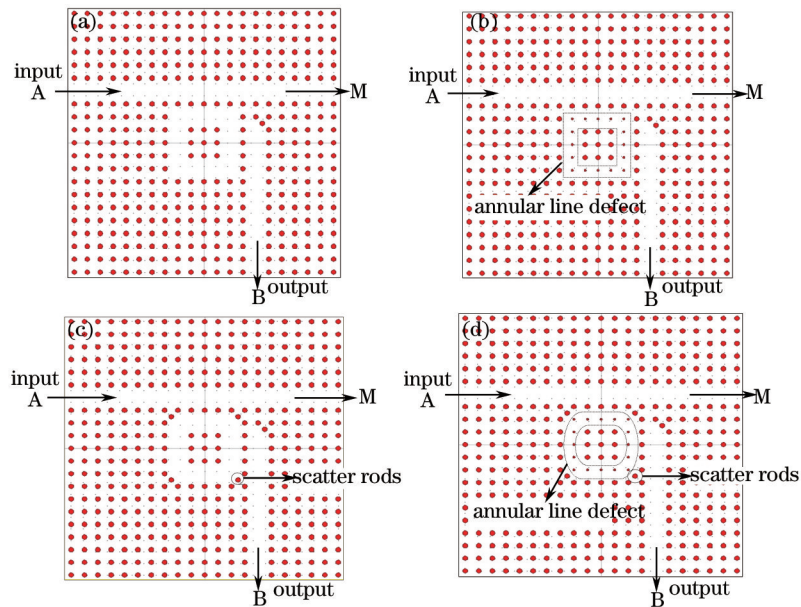 (a)
input
A
M
B output
(b)
input
A
M
annular line defect
B output
(c)
input
A
M
scatter rods
B output
(d)
input
A
M
scatter rods
annular line defect
B output